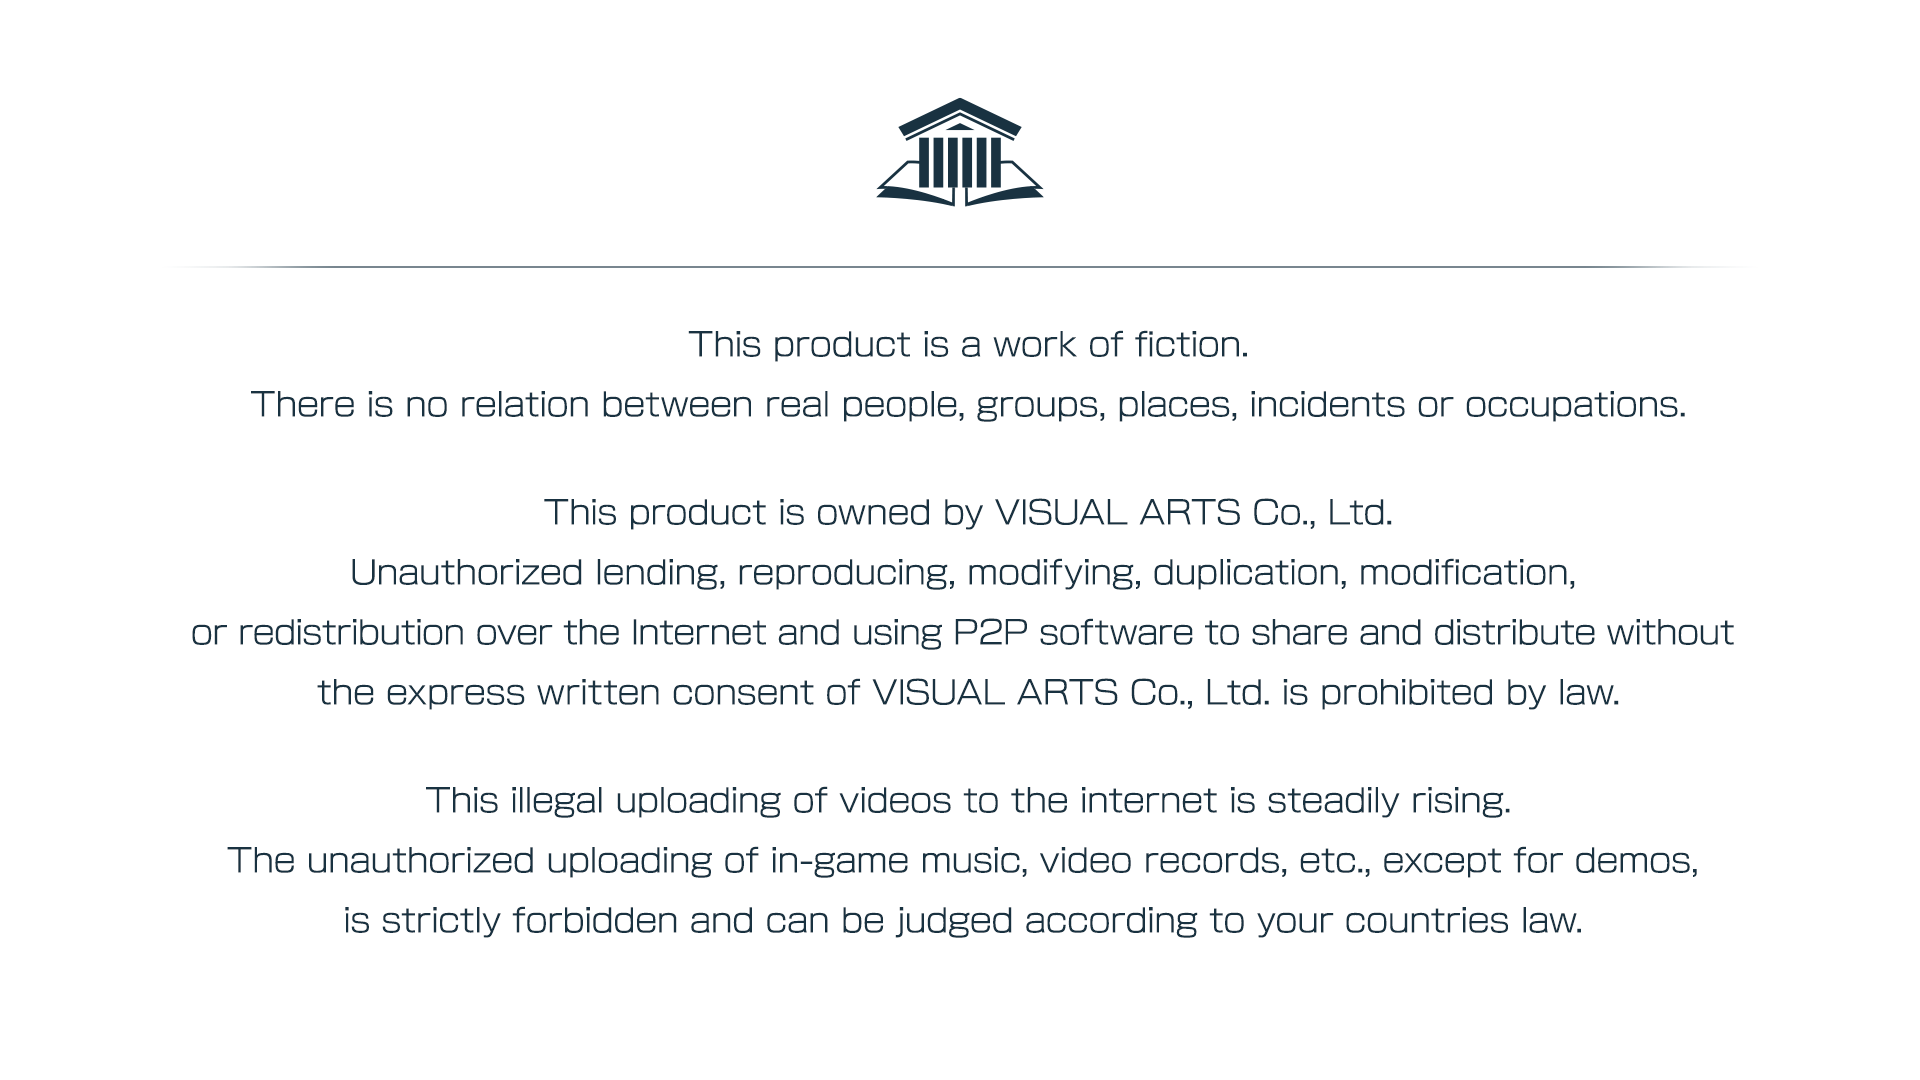 This product is a work of fiction.
There is no relation between real people, groups, places, incidents or occupations.
This product is owned by VISUAL ARTS Co., Ltd.
Unauthorized lending, reproducing, modifying, duplication, modification,
or redistribution over the Internet and using P2P software to share and distribute without
the express written consent of VISUAL ARTS Co., Ltd. is prohibited by law.
This illegal uploading of videos to the internet is steadily rising.
The unauthorized uploading of in-game music, video records, etc., except for demos,
is strictly forbidden and can be judged according to your countries law.